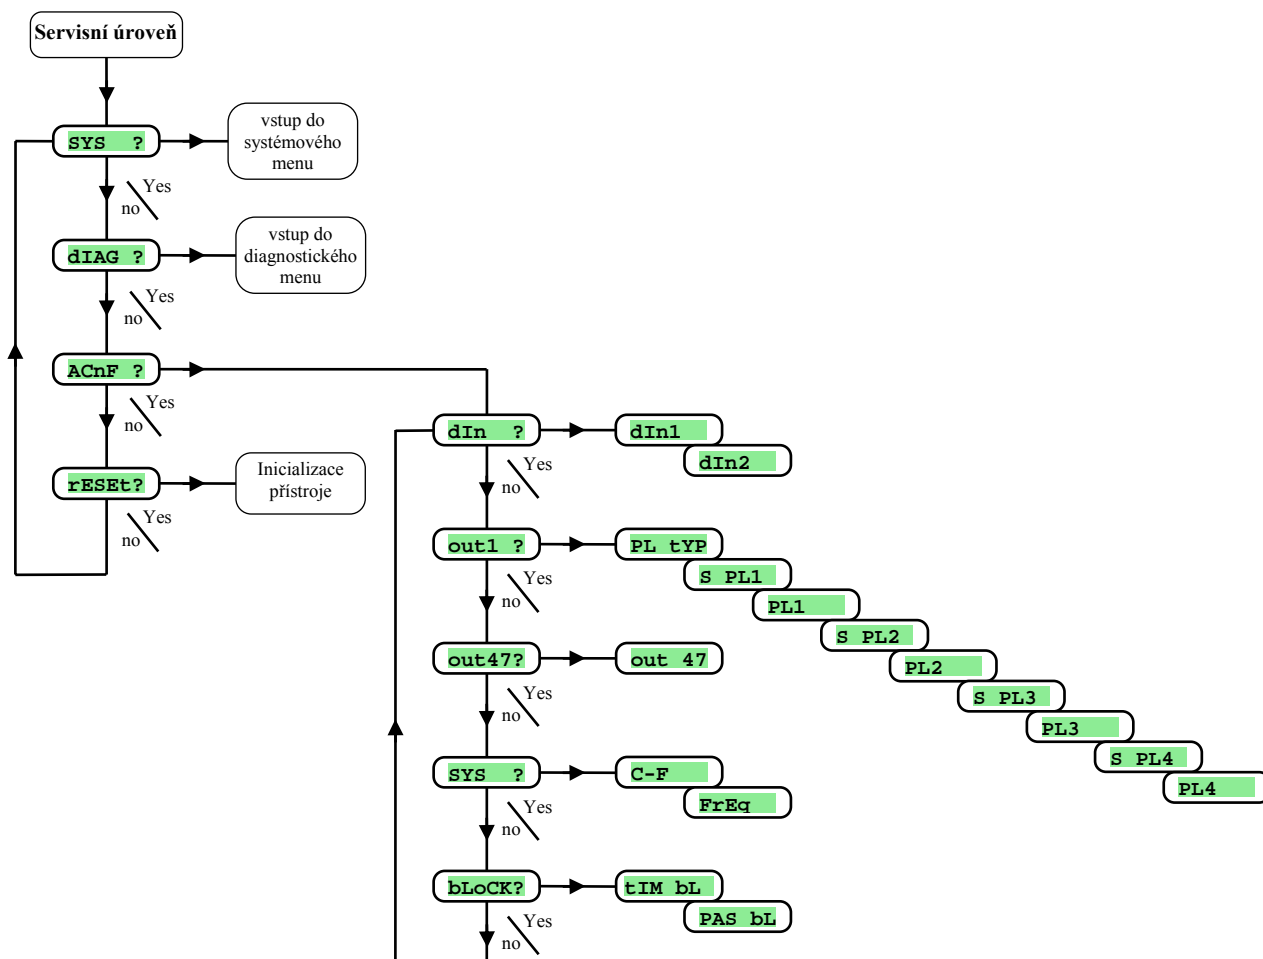 Servisní úroveň
SYS ?
vstup do
systémového
menu
Yes
no
dIAG ?
vstup do
diagnostického
menu
Yes
no
ACnF ?
Yes
no
rESEt?
Inicializace
přístroje
Yes
no
dIn ?
dIn1
dIn2
Yes
no
out1 ?
PL tYP
S PL1
PL1
S PL2
PL2
S PL3
PL3
S PL4
PL4
Yes
no
out47?
out 47
Yes
no
SYS ?
C-F
FrEq
Yes
no
bLoCK?
tIM bL
PAS bL
Yes
no